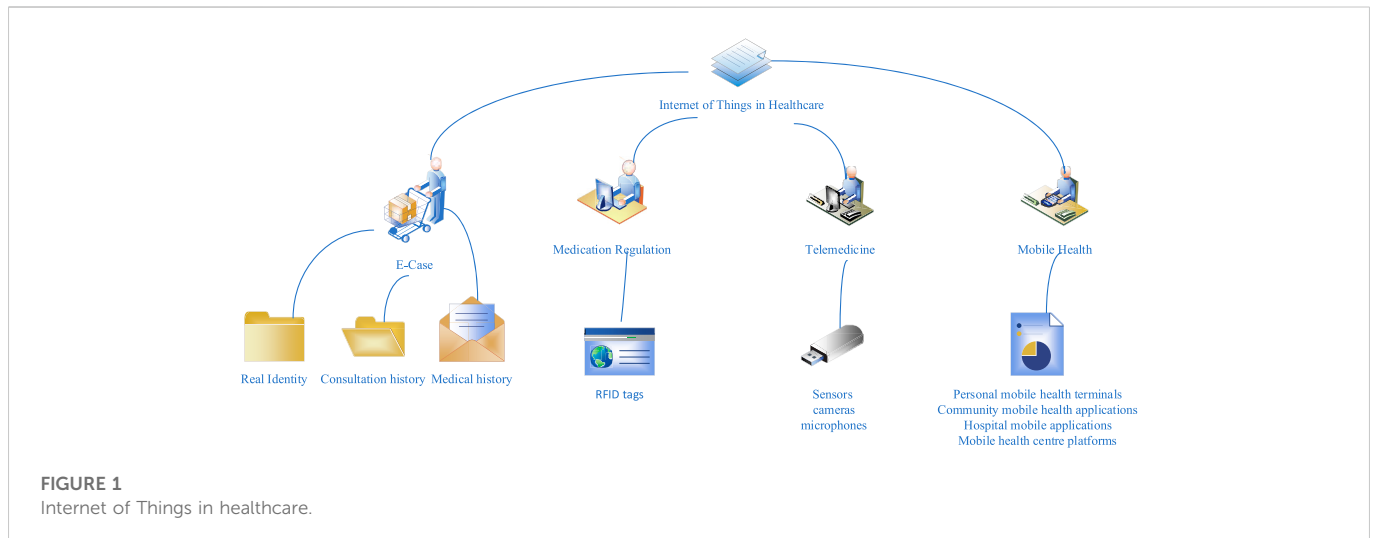 Internet of Things in Healthcare
E-Case
Medication Regulation
Telemedicine
Mobile Health
Real Identity
Consultation history
Medical history
RFID tags
Sensors
cameras
microphones
Personal mobile health terminals
Community mobile health applications
Hospital mobile applications
Mobile health centre platforms
FIGURE 1
Internet of Things in healthcare.